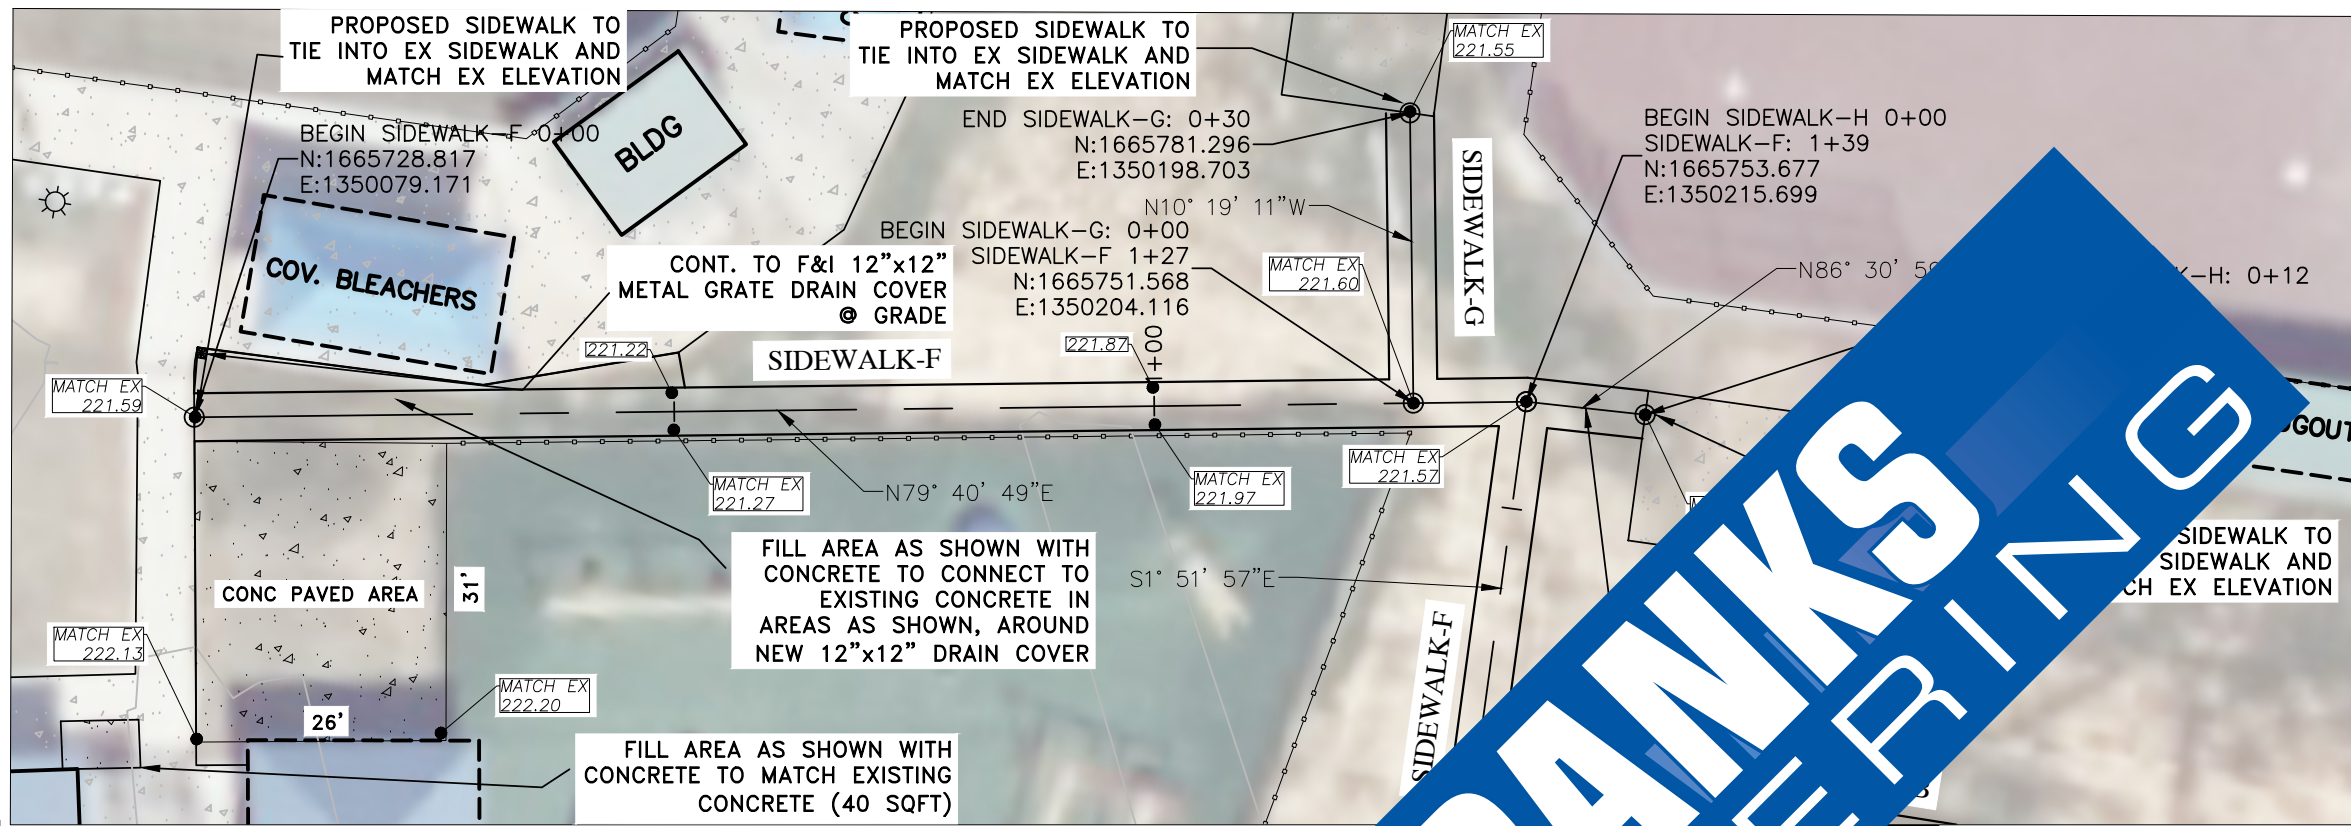 PROPOSED SIDEWALK TO
TIE INTO EX SIDEWALK AND
MATCH EX ELEVATION
PROPOSED SIDEWALK TO
TIE INTO EX SIDEWALK AND
MATCH EX ELEVATION
MATCH EX
221.55
BEGIN SIDEWALK-F 0+00
N:1665728.817
E:1350079.171
BLDG
END SIDEWALK-G: 0+30
N:1665781.296
E:1350198.703
BEGIN SIDEWALK-H 0+00
SIDEWALK-F: 1+39
N:1665753.677
E:1350215.699
SIDEWALK-G
N10° 19' 11"W
BEGIN SIDEWALK-G: 0+00
SIDEWALK-F 1+27
N:1665751.568
E:1350204.116
COV. BLEACHERS
CONT. TO F&I 12"x12"
METAL GRATE DRAIN COVER
@ GRADE
MATCH EX
221.60
N86° 30'
-H: 0+12
221.22
SIDEWALK-F
221.87
1+00
MATCH EX
221.59
MATCH EX
221.27
N79° 40' 49"E
MATCH EX
221.97
MATCH EX
221.57
FILL AREA AS SHOWN WITH
CONCRETE TO CONNECT TO
EXISTING CONCRETE IN
AREAS AS SHOWN, AROUND
NEW 12"x12" DRAIN COVER
S1° 51' 57"E
SIDEWALK TO
SIDEWALK AND
EX ELEVATION
CONC PAVED AREA
31'
MATCH EX
222.13
SIDEWALK-F
MATCH EX
222.20
26'
FILL AREA AS SHOWN WITH
CONCRETE TO MATCH EXISTING
CONCRETE (40 SQFT)
ANKS
ERING